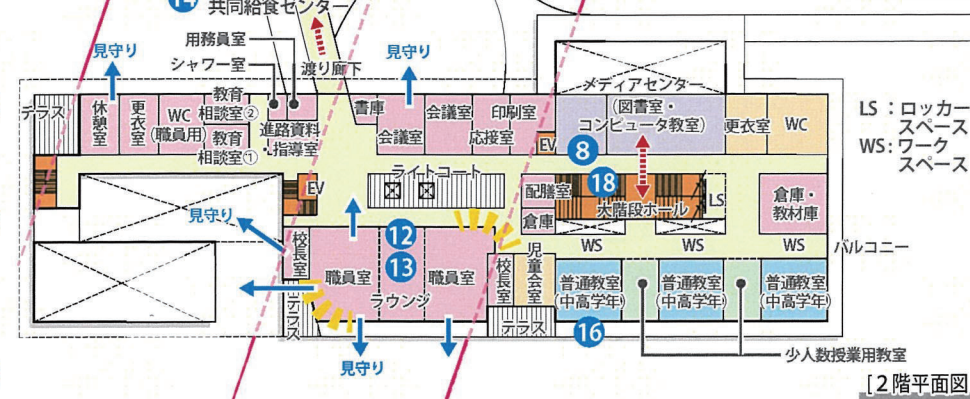 14 共同給食センター
用務員室
シャワー室
渡り廊下
見守り
見守り
テラス
休憩室
更衣室
WC
(職員用)
教育
相談室②
教育
相談室①
進路資料
・指導室
書庫
会議室
会議室
印刷室
応接室
EV
メディアセンター
(図書室・
コンピュータ教室)
更衣室
WC
LS：ロッカー
スペース
WS：ワーク
スペース
8
EV
ライトコート
配膳室
倉庫
18
大階段ホール
LS
倉庫・
教材庫
見守り
校長室
12
13
職員室
職員室
ラウンジ
テラス
校長室
児童会室
WS
WS
WS
バルコニー
普通教室
(中高学年)
普通教室
(中高学年)
普通教室
(中高学年)
テラス
16
見守り
少人数授業用教室
[2階平面図